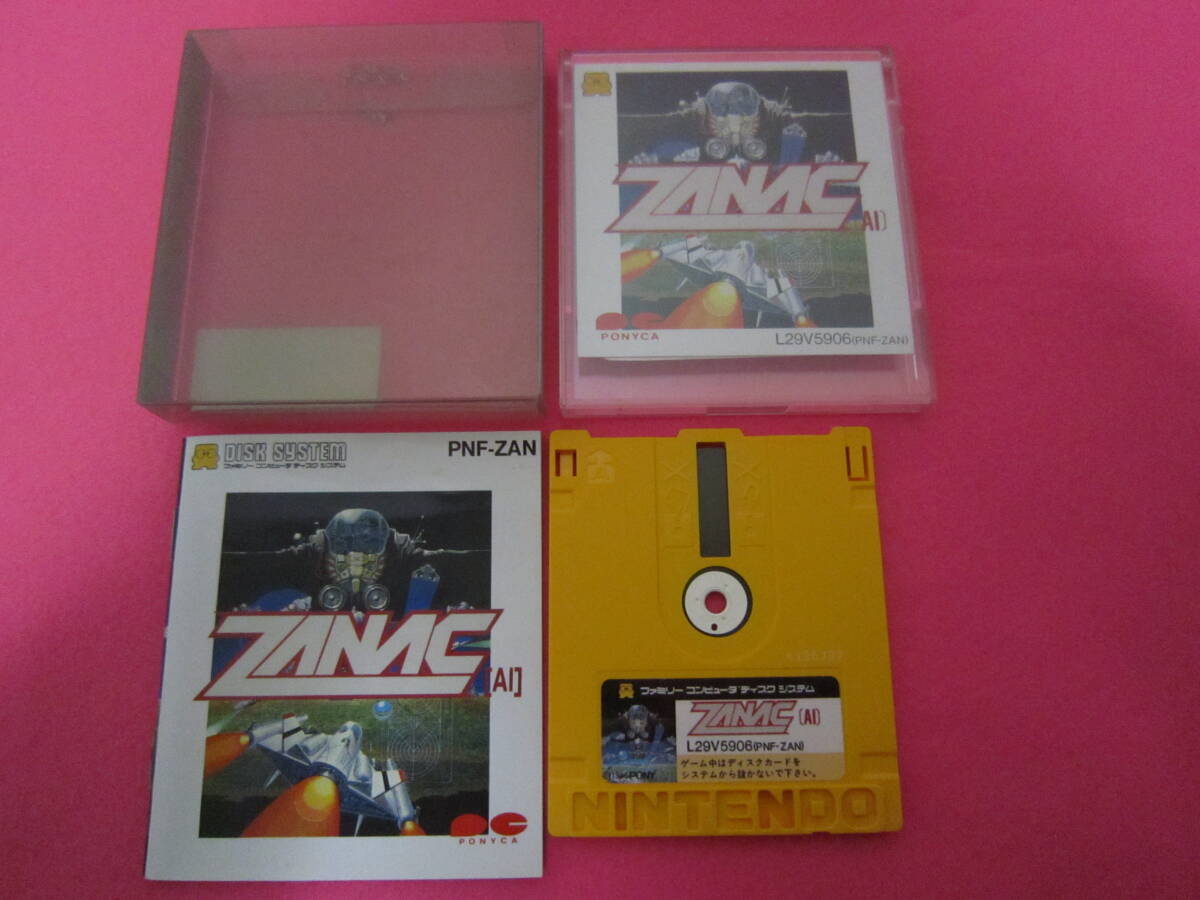 ZANAC
[AI]
PONYCA
L29V5906(PNF-ZAN)
DISK SYSTEM
ファミリー コンピュータ ディスク システム
PNF-ZAN
ZANAC
[AI]
PONYCA
ファミリー コンピュータ ディスク システム
ZANAC [AI]
L29V5906(PNF-ZAN)
ゲーム中はディスクカードを
システムから抜かないで下さい。
PONY
NINTENDO